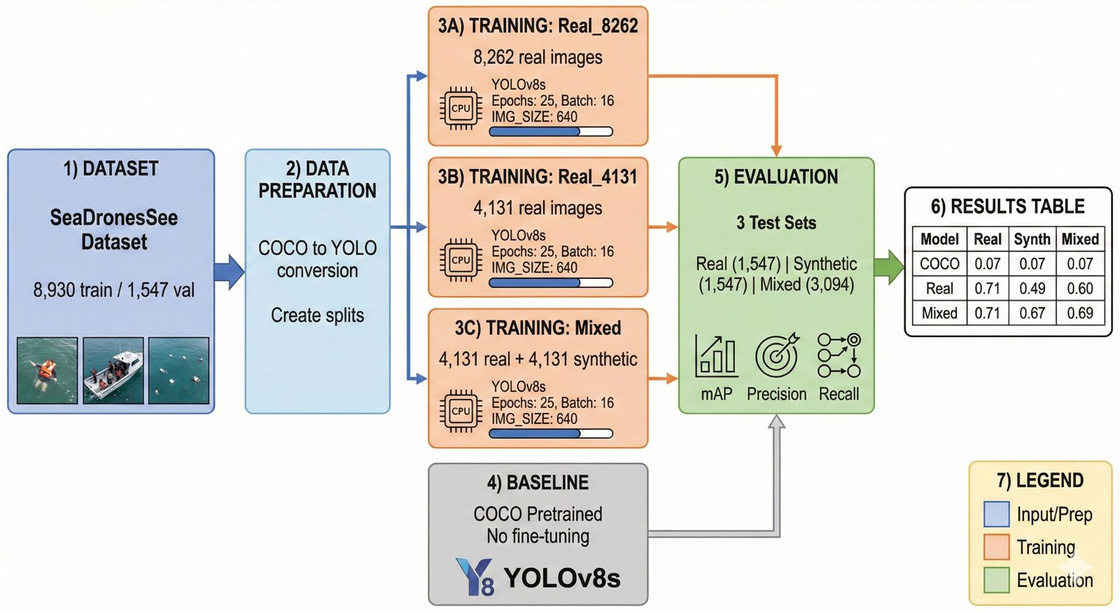 1) DATASET
SeaDronesSee
Dataset
8,930 train / 1,547 val
2) DATA
PREPARATION
COCO to YOLO
conversion
Create splits
3A) TRAINING: Real_8262
8,262 real images
CPU
YOLOv8s
Epochs: 25, Batch: 16
IMG_SIZE: 640
3B) TRAINING: Real_4131
4,131 real images
CPU
YOLOv8s
Epochs: 25, Batch: 16
IMG_SIZE: 640
3C) TRAINING: Mixed
4,131 real + 4,131 synthetic
CPU
YOLOv8s
Epochs: 25, Batch: 16
IMG_SIZE: 640
4) BASELINE
COCO Pretrained
No fine-tuning
Y8 YOLOv8s
5) EVALUATION
3 Test Sets
Real (1,547) | Synthetic
(1,547) | Mixed (3,094)
mAP Precision Recall
6) RESULTS TABLE
Model Real Synth Mixed
COCO 0.07 0.07 0.07
Real 0.71 0.49 0.60
Mixed 0.71 0.67 0.69
7) LEGEND
Input/Prep
Training
Evaluation